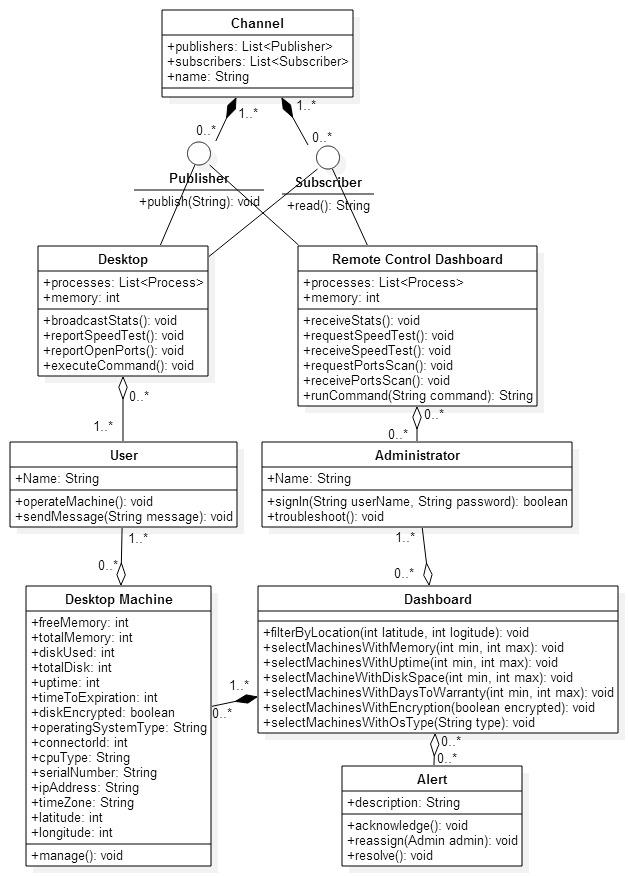 Channel
+publishers: List<Publisher>
+subscribers: List<Subscriber>
+name: String
1..*
1..*
0..*
0..*
Publisher
+publish(String): void
Subscriber
+read(): String
Desktop
+processes: List<Process>
+memory: int
+broadcastStats(): void
+reportSpeedTest(): void
+reportOpenPorts(): void
+executeCommand(): void
Remote Control Dashboard
+processes: List<Process>
+memory: int
+receiveStats(): void
+requestSpeedTest(): void
+receiveSpeedTest(): void
+requestPortsScan(): void
+receivePortsScan(): void
+runCommand(String command): String
0..*
1..*
0..*
0..*
User
+Name: String
+operateMachine(): void
+sendMessage(String message): void
Administrator
+Name: String
+signIn(String userName, String password): boolean
+troubleshoot(): void
1..*
0..*
1..*
0..*
Desktop Machine
+freeMemory: int
+totalMemory: int
+diskUsed: int
+totalDisk: int
+uptime: int
+timeToExpiration: int
+diskEncrypted: boolean
+operatingSystemType: String
+connectorId: int
+cpuType: String
+serialNumber: String
+ipAddress: String
+timeZone: String
+latitude: int
+longitude: int
+manage(): void
1..*
0..*
Dashboard
+filterByLocation(int latitude, int logitude): void
+selectMachinesWithMemory(int min, int max): void
+selectMachinesWithUptime(int min, int max): void
+selectMachineWithDiskSpace(int min, int max): void
+selectMachinesWithDaysToWarranty(int min, int max): void
+selectMachinesWithEncryption(boolean encrypted): void
+selectMachinesWithOsType(String type): void
0..*
0..*
Alert
+description: String
+acknowledge(): void
+reassign(Admin admin): void
+resolve(): void